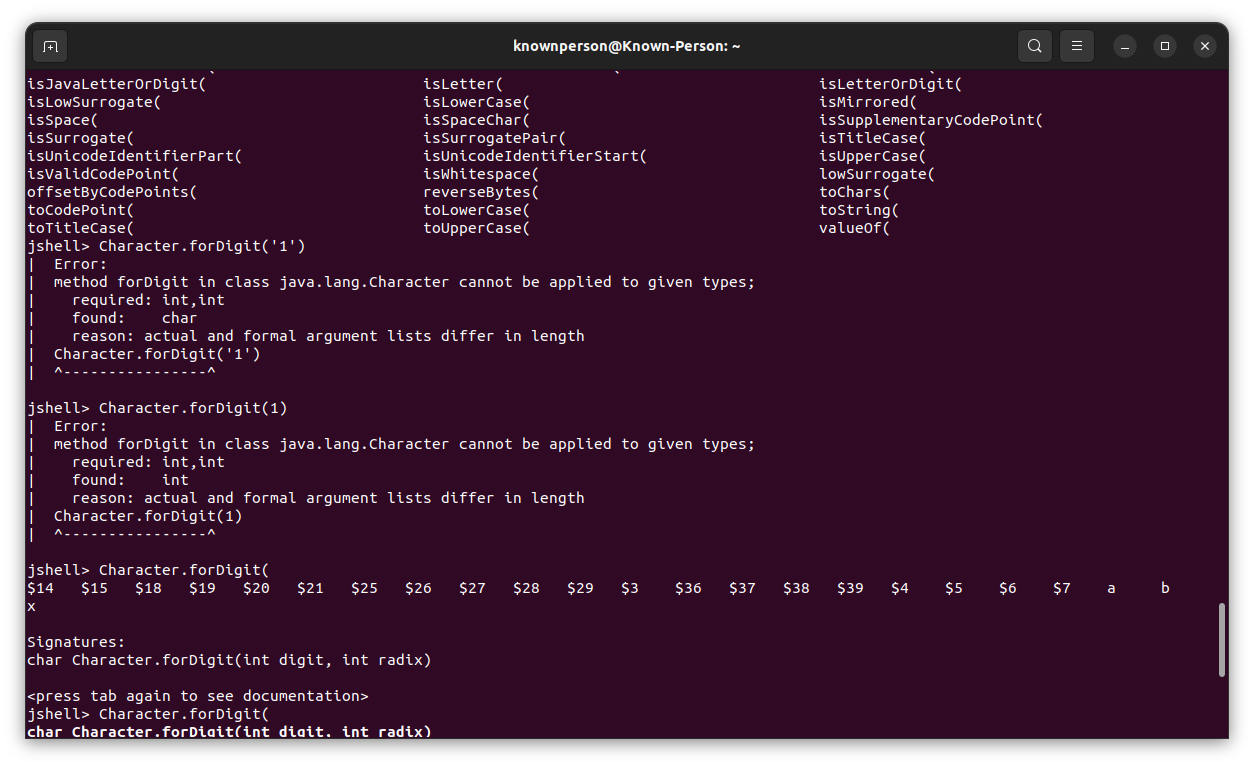 knownperson@Known-Person: ~
isJavaLetterOrDigit( isLetter( isLetterOrDigit(
isLowSurrogate( isLowerCase( isMirrored(
isSpace( isSpaceChar( isSupplementaryCodePoint(
isSurrogate( isSurrogatePair( isTitleCase(
isUnicodeIdentifierPart( isUnicodeIdentifierStart( isUpperCase(
isValidCodePoint( isWhitespace( lowSurrogate(
offsetByCodePoints( reverseBytes( toChars(
toCodePoint( toLowerCase( toString(
toTitleCase( toUpperCase( valueOf(
jshell> Character.forDigit('1')
|  Error:
|  method forDigit in class java.lang.Character cannot be applied to given types;
|    required: int,int
|    found:    char
|    reason: actual and formal argument lists differ in length
|  Character.forDigit('1')
|  ^----------------^
jshell> Character.forDigit(1)
|  Error:
|  method forDigit in class java.lang.Character cannot be applied to given types;
|    required: int,int
|    found:    int
|    reason: actual and formal argument lists differ in length
|  Character.forDigit(1)
|  ^----------------^
jshell> Character.forDigit(
$14   $15   $18   $19   $20   $21   $25   $26   $27   $28   $29   $3    $36   $37   $38   $39   $4    $5    $6    $7    a     b
x
Signatures:
char Character.forDigit(int digit, int radix)
<press tab again to see documentation>
jshell> Character.forDigit(
char Character.forDigit(int digit, int radix)